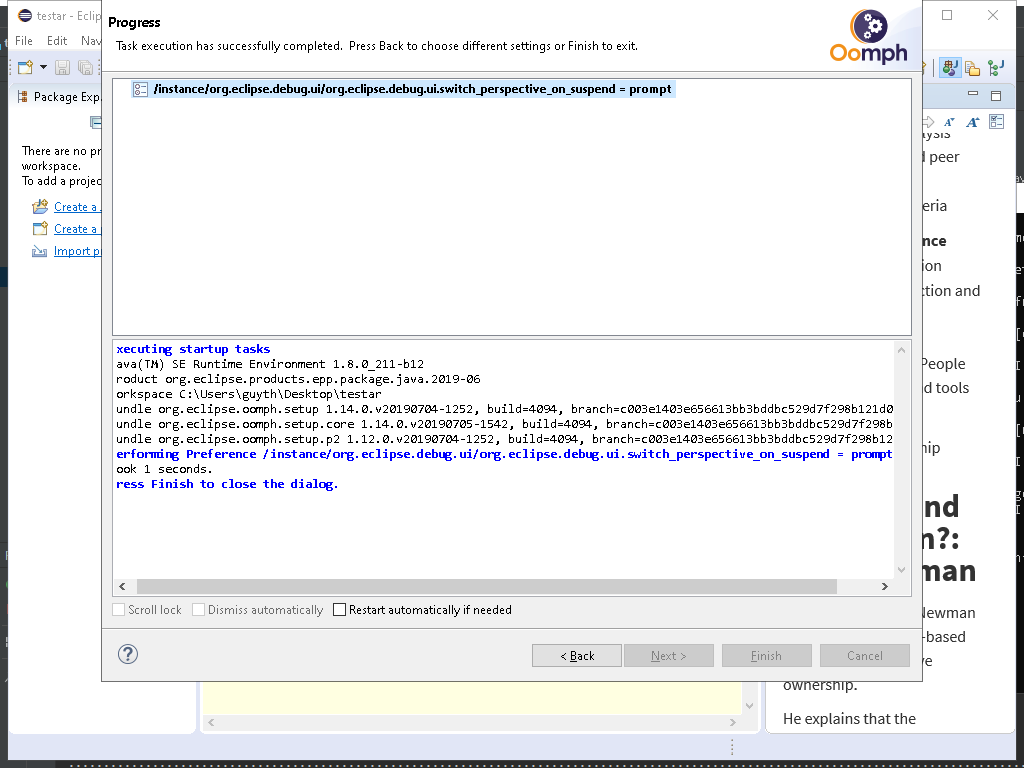 testar - Eclip
Progress
Task execution has successfully completed. Press Back to choose different settings or Finish to exit.
Oomph
File Edit Nav
/instance/org.eclipse.debug.ui/org.eclipse.debug.ui.switch_perspective_on_suspend = prompt
Package Exp
There are no pr
workspace.
To add a projec
Create a
Create a
Import p
xecuting startup tasks
ava(TM) SE Runtime Environment 1.8.0_211-b12
roduct org.eclipse.products.epp.package.java.2019-06
orkspace C:\Users\guyth\Desktop\testar
undle org.eclipse.oomph.setup 1.14.0.v20190704-1252, build=4094, branch=c003e1403e656613bb3bddbc529d7f298b121d0
undle org.eclipse.oomph.setup.core 1.14.0.v20190705-1542, build=4094, branch=c003e1403e656613bb3bddbc529d7f298b
undle org.eclipse.oomph.setup.p2 1.12.0.v20190704-1252, build=4094, branch=c003e1403e656613bb3bddbc529d7f298b12
erforming Preference /instance/org.eclipse.debug.ui/org.eclipse.debug.ui.switch_perspective_on_suspend = prompt
ook 1 seconds.
ress Finish to close the dialog.
Scroll lock Dismiss automatically Restart automatically if needed
< Back Next > Finish Cancel
lysis
l peer
eria
nce
ion
ction and
People
d tools
hip
nd
n?:
man
Newman
-based
ve
ownership.
He explains that the